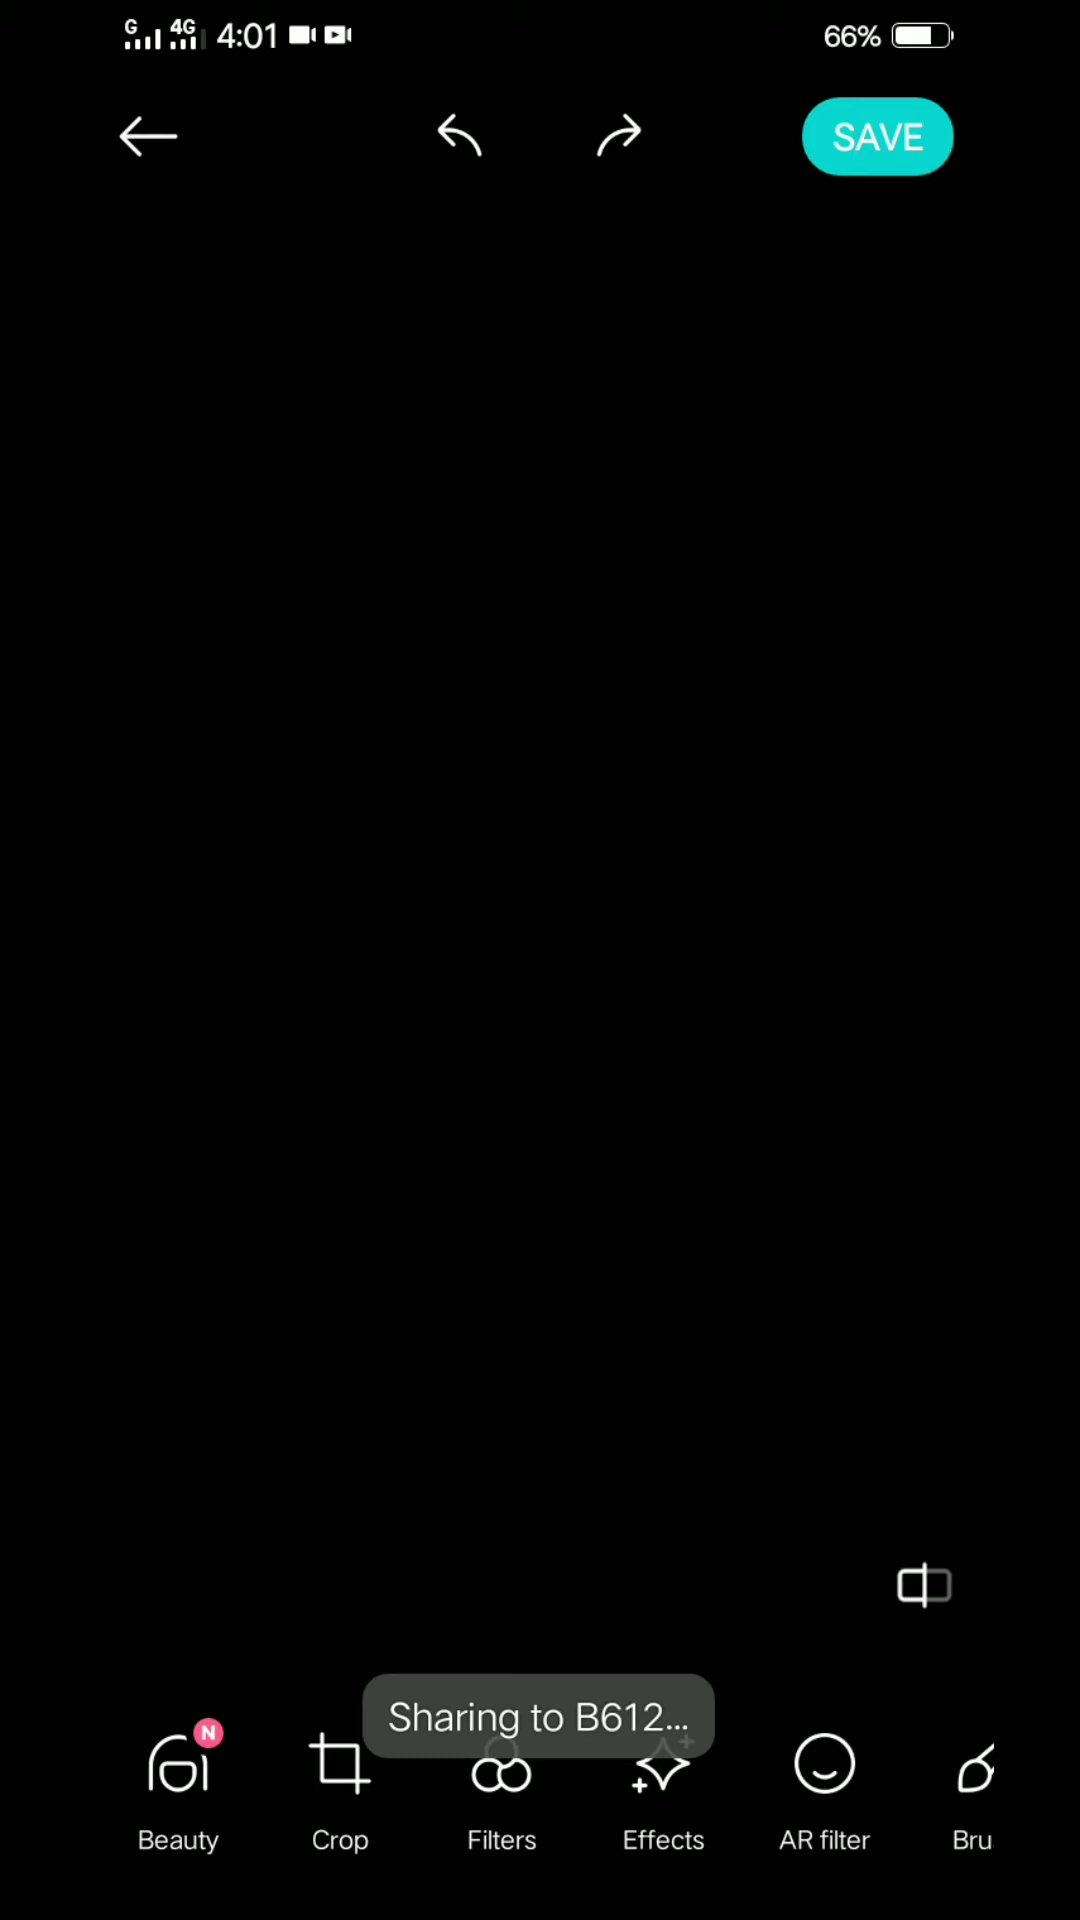 G 4G 4:01 66%
SAVE
Sharing to B612...
N
Beauty Crop Filters Effects AR filter Bru